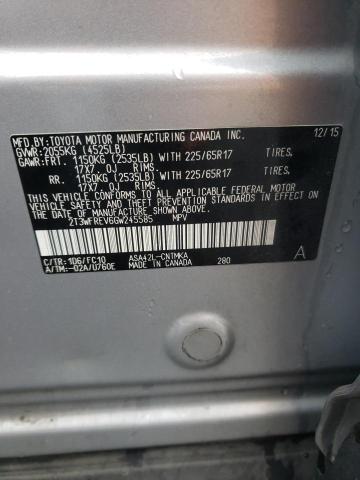 MFD.BY:TOYOTA MOTOR MANUFACTURING CANADA INC. 12/15
GVWR:2055KG (4525LB)
GAWR:FRT. 1150KG (2535LB) WITH 225/65R17 TIRES.
17X7. 0J RIMS
RR. 1150KG (2535LB) WITH 225/65R17 TIRES.
17X7. 0J RIMS
THIS VEHICLE CONFORMS TO ALL APPLICABLE FEDERAL MOTOR
VEHICLE SAFETY STANDARDS IN EFFECT ON THE DATE OF
MANUFACTURE SHOWN ABOVE.
2T3WFREV6GW245585 MPV
C/TR:1D6/FC10 ASA42L-CNTMKA A
A/TM:-02A/U760E MADE IN CANADA 280